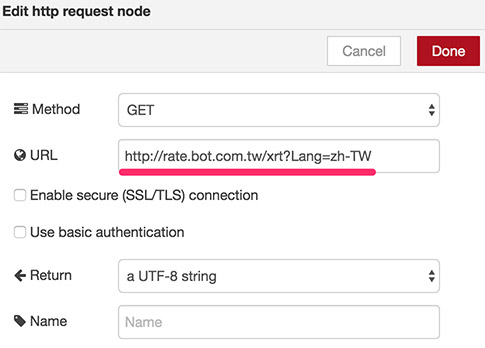 Edit http request node
Cancel
Done
Method
GET
URL
http://rate.bot.com.tw/xrt?Lang=zh-TW
Enable secure (SSL/TLS) connection
Use basic authentication
Return
a UTF-8 string
Name
Name